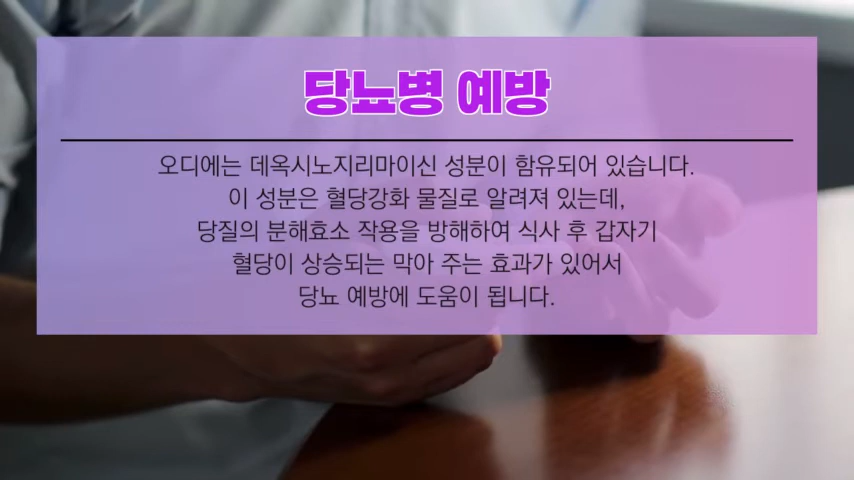 당뇨병 예방
오디에는 데옥시노지리마이신 성분이 함유되어 있습니다.
이 성분은 혈당강화 물질로 알려져 있는데,
당질의 분해효소 작용을 방해하여 식사 후 갑자기
혈당이 상승되는 막아 주는 효과가 있어서
당뇨 예방에 도움이 됩니다.